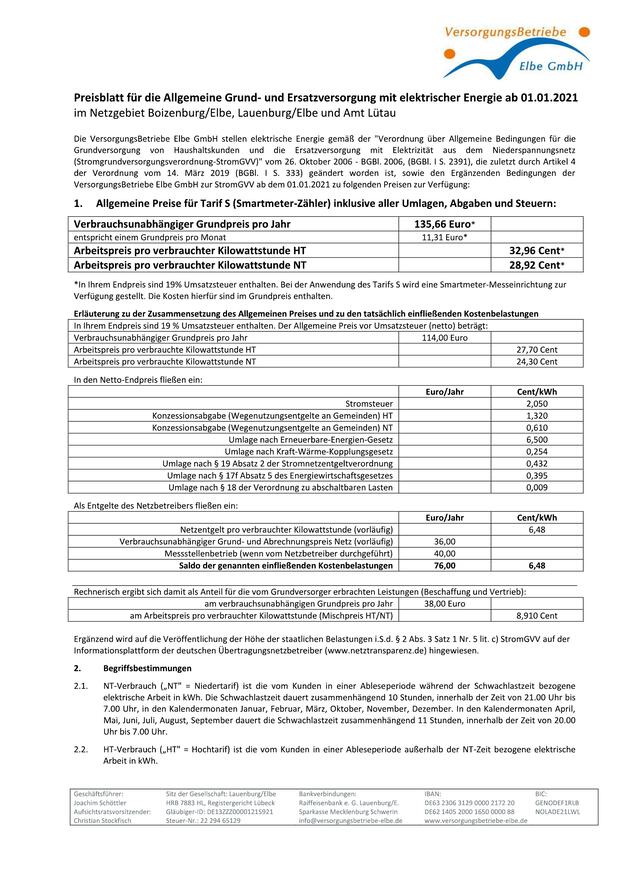 VersorgungsBetriebe
Elbe GmbH
Preisblatt für die Allgemeine Grund- und Ersatzversorgung mit elektrischer Energie ab 01.01.2021
im Netzgebiet Boizenburg/Elbe, Lauenburg/Elbe und Amt Lütau
Die VersorgungsBetriebe Elbe GmbH stellen elektrische Energie gemäß der "Verordnung über Allgemeine Bedingungen für die
Grundversorgung von Haushaltskunden und die Ersatzversorgung mit Elektrizität aus dem Niederspannungsnetz
(Stromgrundversorgungsverordnung-StromGVV)" vom 26. Oktober 2006 - BGBl. 2006, (BGBl. I S. 2391), die zuletzt durch Artikel 4
der Verordnung vom 14. März 2019 (BGBl. I S. 333) geändert worden ist, sowie den Ergänzenden Bedingungen der
VersorgungsBetriebe Elbe GmbH zur StromGVV ab dem 01.01.2021 zu folgenden Preisen zur Verfügung:
1. Allgemeine Preise für Tarif S (Smartmeter-Zähler) inklusive aller Umlagen, Abgaben und Steuern:
Verbrauchsunabhängiger Grundpreis pro Jahr 135,66 Euro*
entspricht einem Grundpreis pro Monat 11,31 Euro*
Arbeitspreis pro verbrauchter Kilowattstunde HT 32,96 Cent*
Arbeitspreis pro verbrauchter Kilowattstunde NT 28,92 Cent*
*In Ihrem Endpreis sind 19% Umsatzsteuer enthalten. Bei der Anwendung des Tarifs S wird eine Smartmeter-Messeinrichtung zur
Verfügung gestellt. Die Kosten hierfür sind im Grundpreis enthalten.
Erläuterung zu der Zusammensetzung des Allgemeinen Preises und zu den tatsächlich einfließenden Kostenbelastungen
In Ihrem Endpreis sind 19 % Umsatzsteuer enthalten. Der Allgemeine Preis vor Umsatzsteuer (netto) beträgt:
Verbrauchsunabhängiger Grundpreis pro Jahr 114,00 Euro
Arbeitspreis pro verbrauchte Kilowattstunde HT 27,70 Cent
Arbeitspreis pro verbrauchte Kilowattstunde NT 24,30 Cent
In den Netto-Endpreis fließen ein:
Euro/Jahr Cent/kWh
Stromsteuer 2,050
Konzessionsabgabe (Wegenutzungsentgelte an Gemeinden) HT 1,320
Konzessionsabgabe (Wegenutzungsentgelte an Gemeinden) NT 0,610
Umlage nach Erneuerbare-Energien-Gesetz 6,500
Umlage nach Kraft-Wärme-Kopplungsgesetz 0,254
Umlage nach § 19 Absatz 2 der Stromnetzentgeltverordnung 0,432
Umlage nach § 17f Absatz 5 des Energiewirtschaftsgesetzes 0,395
Umlage nach § 18 der Verordnung zu abschaltbaren Lasten 0,009
Als Entgelte des Netzbetreibers fließen ein:
Euro/Jahr Cent/kWh
Netzentgelt pro verbrauchter Kilowattstunde (vorläufig) 6,48
Verbrauchsunabhängiger Grund- und Abrechnungspreis Netz (vorläufig) 36,00
Messstellenbetrieb (wenn vom Netzbetreiber durchgeführt) 40,00
Saldo der genannten einfließenden Kostenbelastungen 76,00 6,48
Rechnerisch ergibt sich damit als Anteil für die vom Grundversorger erbrachten Leistungen (Beschaffung und Vertrieb):
am verbrauchsunabhängigen Grundpreis pro Jahr 38,00 Euro
am Arbeitspreis pro verbrauchter Kilowattstunde (Mischpreis HT/NT) 8,910 Cent
Ergänzend wird auf die Veröffentlichung der Höhe der staatlichen Belastungen i.S.d. § 2 Abs. 3 Satz 1 Nr. 5 lit. c) StromGVV auf der
Informationsplattform der deutschen Übertragungsnetzbetreiber (www.netztransparenz.de) hingewiesen.
2. Begriffsbestimmungen
2.1. NT-Verbrauch („NT" = Niedertarif) ist die vom Kunden in einer Ableseperiode während der Schwachlastzeit bezogene
elektrische Arbeit in kWh. Die Schwachlastzeit dauert zusammenhängend 10 Stunden, innerhalb der Zeit von 21.00 Uhr bis
7.00 Uhr, in den Kalendermonaten Januar, Februar, März, Oktober, November, Dezember. In den Kalendermonaten April,
Mai, Juni, Juli, August, September dauert die Schwachlastzeit zusammenhängend 11 Stunden, innerhalb der Zeit von 20.00
Uhr bis 7.00 Uhr.
2.2. HT-Verbrauch („HT" = Hochtarif) ist die vom Kunden in einer Ableseperiode außerhalb der NT-Zeit bezogene elektrische
Arbeit in kWh.
Geschäftsführer: Sitz der Gesellschaft: Lauenburg/Elbe Bankverbindungen: IBAN: BIC:
Joachim Schöttler HRB 7883 HL, Registergericht Lübeck Raiffeisenbank e. G. Lauenburg/E. DE63 2306 3129 0000 2172 20 GENODEF1RLB
Aufsichtsratsvorsitzender: Gläubiger-ID: DE13ZZZ00001215921 Sparkasse Mecklenburg Schwerin DE62 1405 2000 1650 0000 88 NOLADE21LWL
Christian Stockfisch Steuer-Nr.: 22 294 65129 info@versorgungsbetriebe-elbe.de www.versorgungsbetriebe-elbe.de